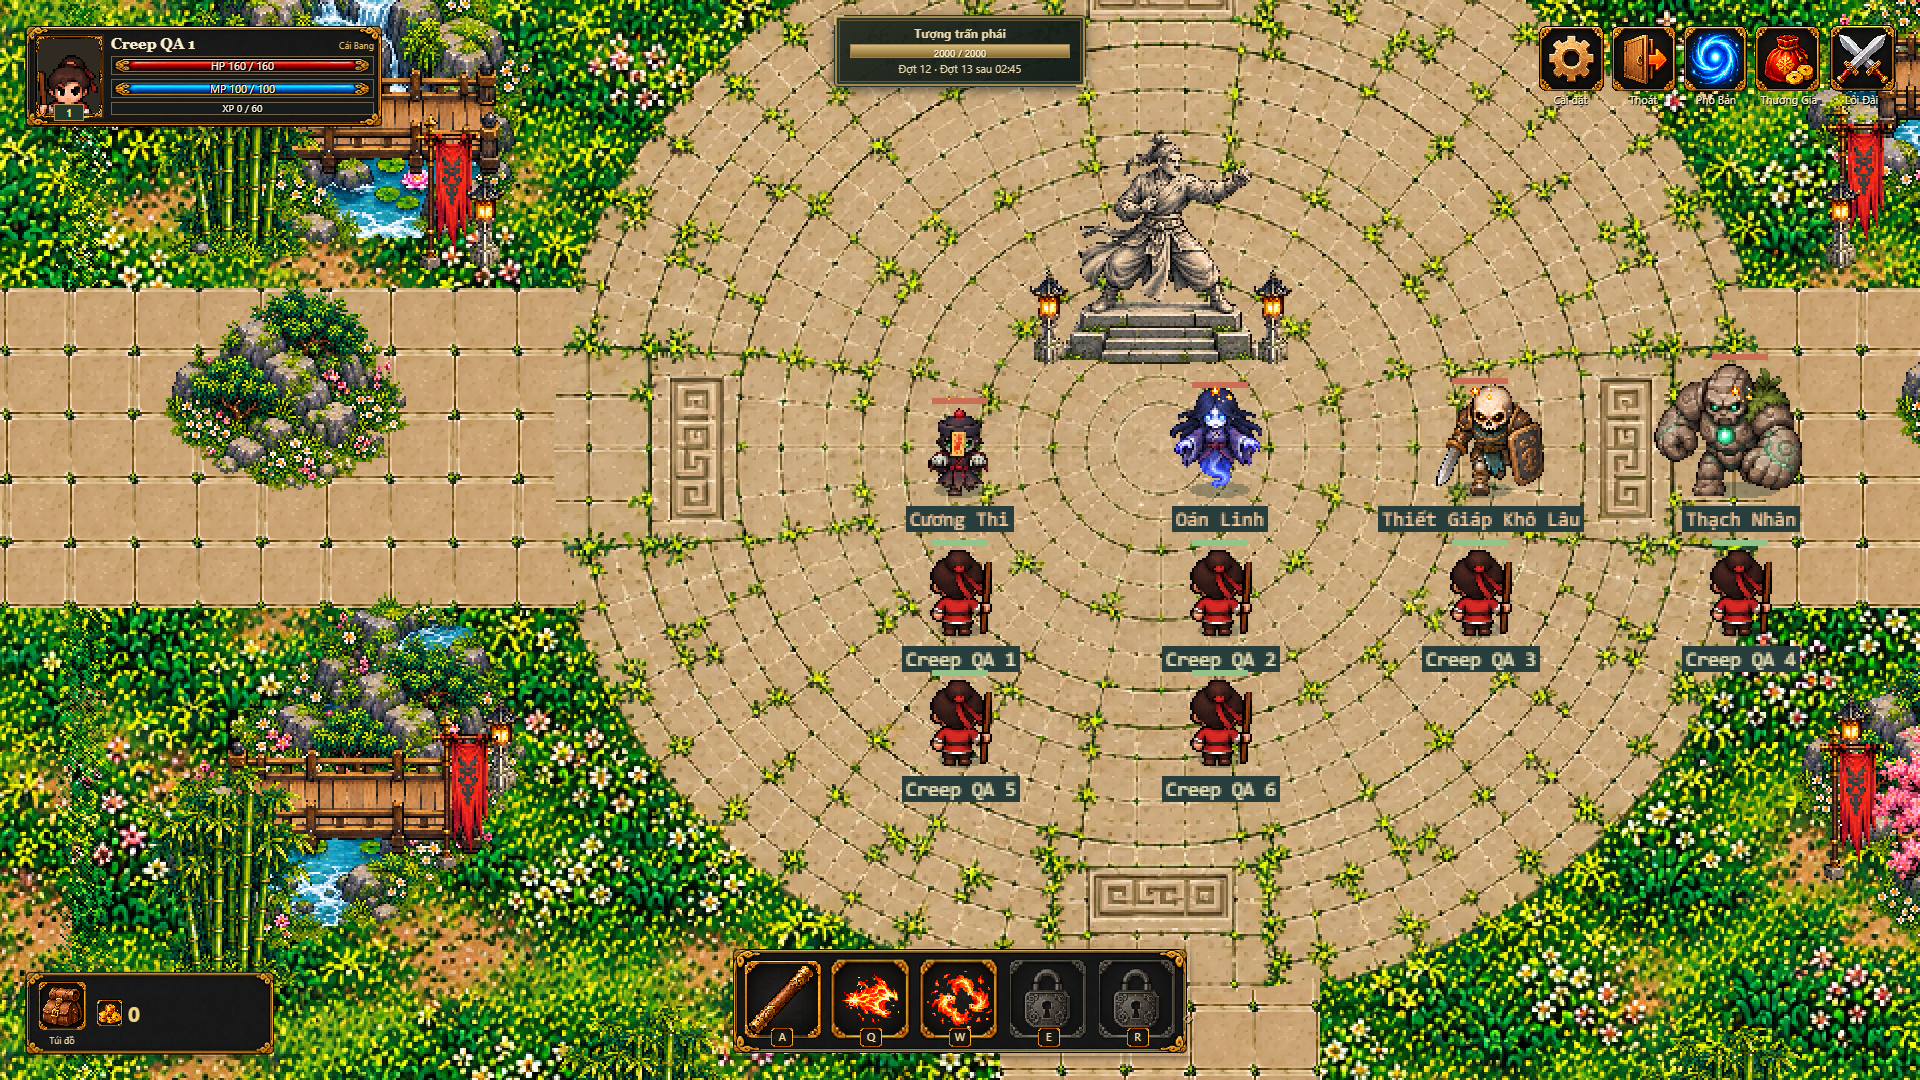 Creep QA 1
Cái Bang
HP 160 / 160
MP 100 / 100
XP 0 / 60
1
Tượng trấn phái
2000 / 2000
Đợt 12 · Đợt 13 sau 02:45
Cài đặt
Thoát
Phó Bản
Thương Gia
Lôi Đài
Cương Thi
Oán Linh
Thiết Giáp Khô Lâu
Thạch Nhân
Creep QA 1
Creep QA 2
Creep QA 3
Creep QA 4
Creep QA 5
Creep QA 6
Túi đồ
0
A
Q
W
E
R